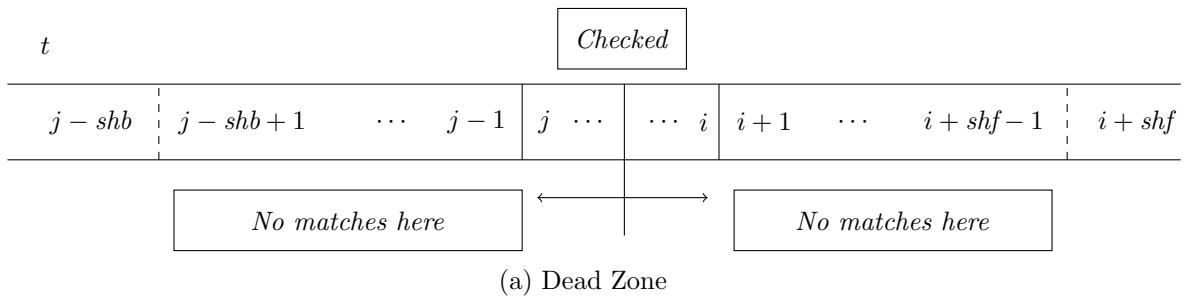 Checked
t
j − shb j − shb + 1 ⋯ j − 1 j ⋯ ⋯ i i + 1 ⋯ i + shf − 1 i + shf
No matches here No matches here
(a) Dead Zone